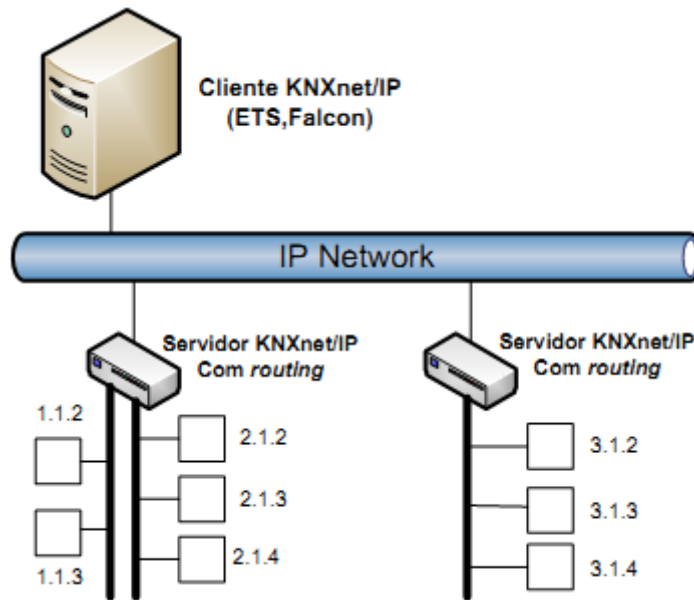 Cliente KNXnet/IP
(ETS,Falcon)
IP Network
Servidor KNXnet/IP
Com routing
Servidor KNXnet/IP
Com routing
1.1.2
1.1.3
2.1.2
2.1.3
2.1.4
3.1.2
3.1.3
3.1.4